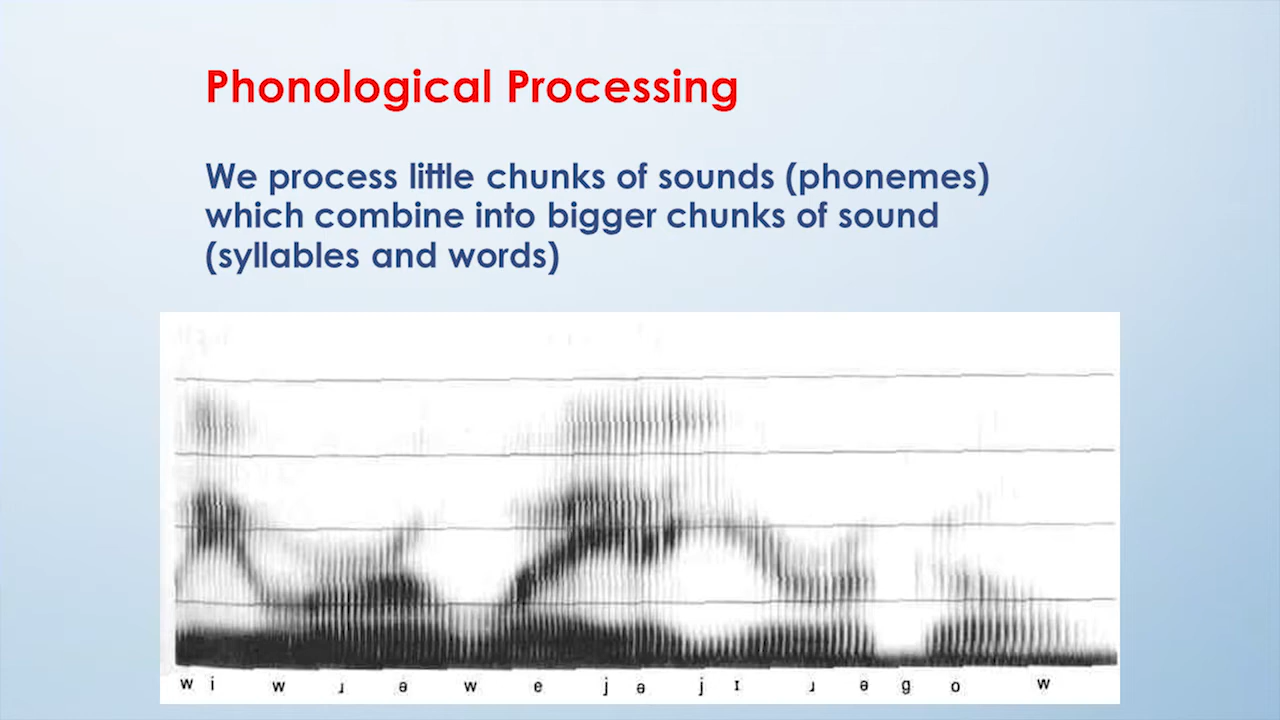 Phonological Processing
We process little chunks of sounds (phonemes)
which combine into bigger chunks of sound
(syllables and words)
w i w ɹ ə w e j ə j ɪ ɹ ə g o w